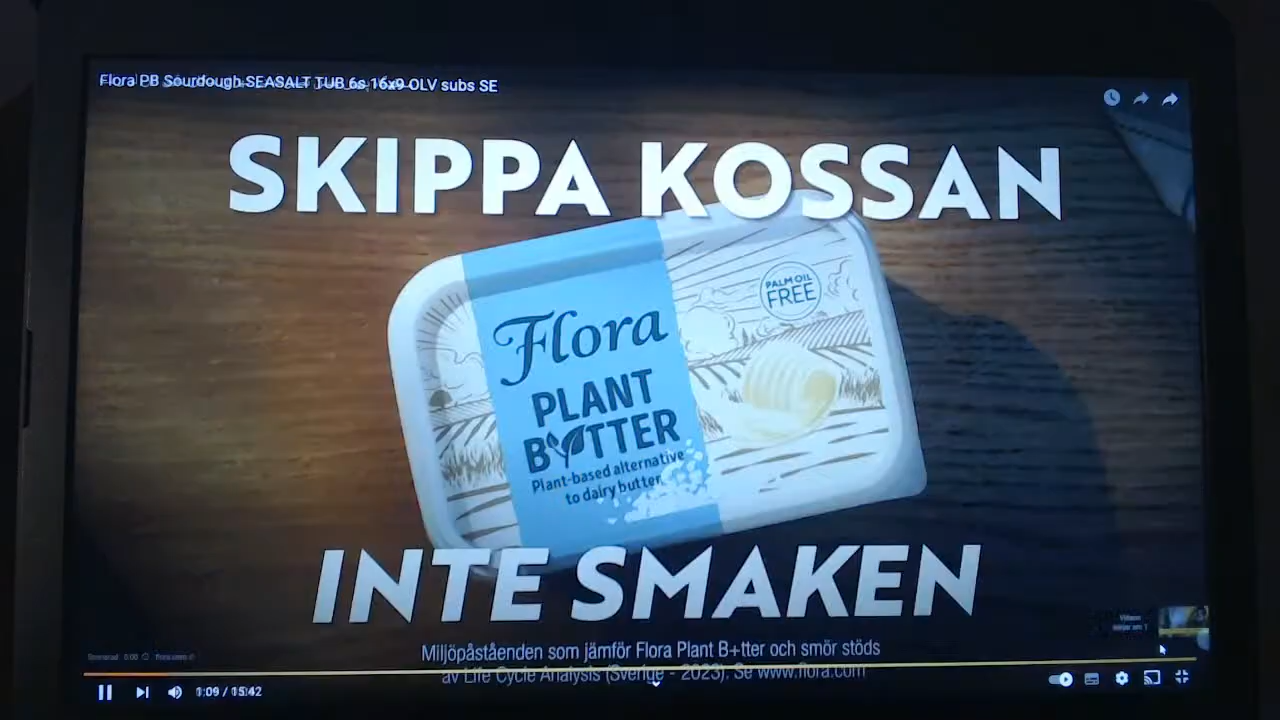 Flora PB Sourdough SEASALT TUB 6s 16x9 OLV subs SE
SKIPPA KOSSAN
PALM OIL
FREE
Flora
PLANT
B TTER
Plant-based alternative
to dairy butter
INTE SMAKEN
Miljöpåståenden som jämför Flora Plant B+tter och smör stöds
av Life Cycle Analysis (Sverige - 2023). Se www.flora.com
1:09 / 15:42